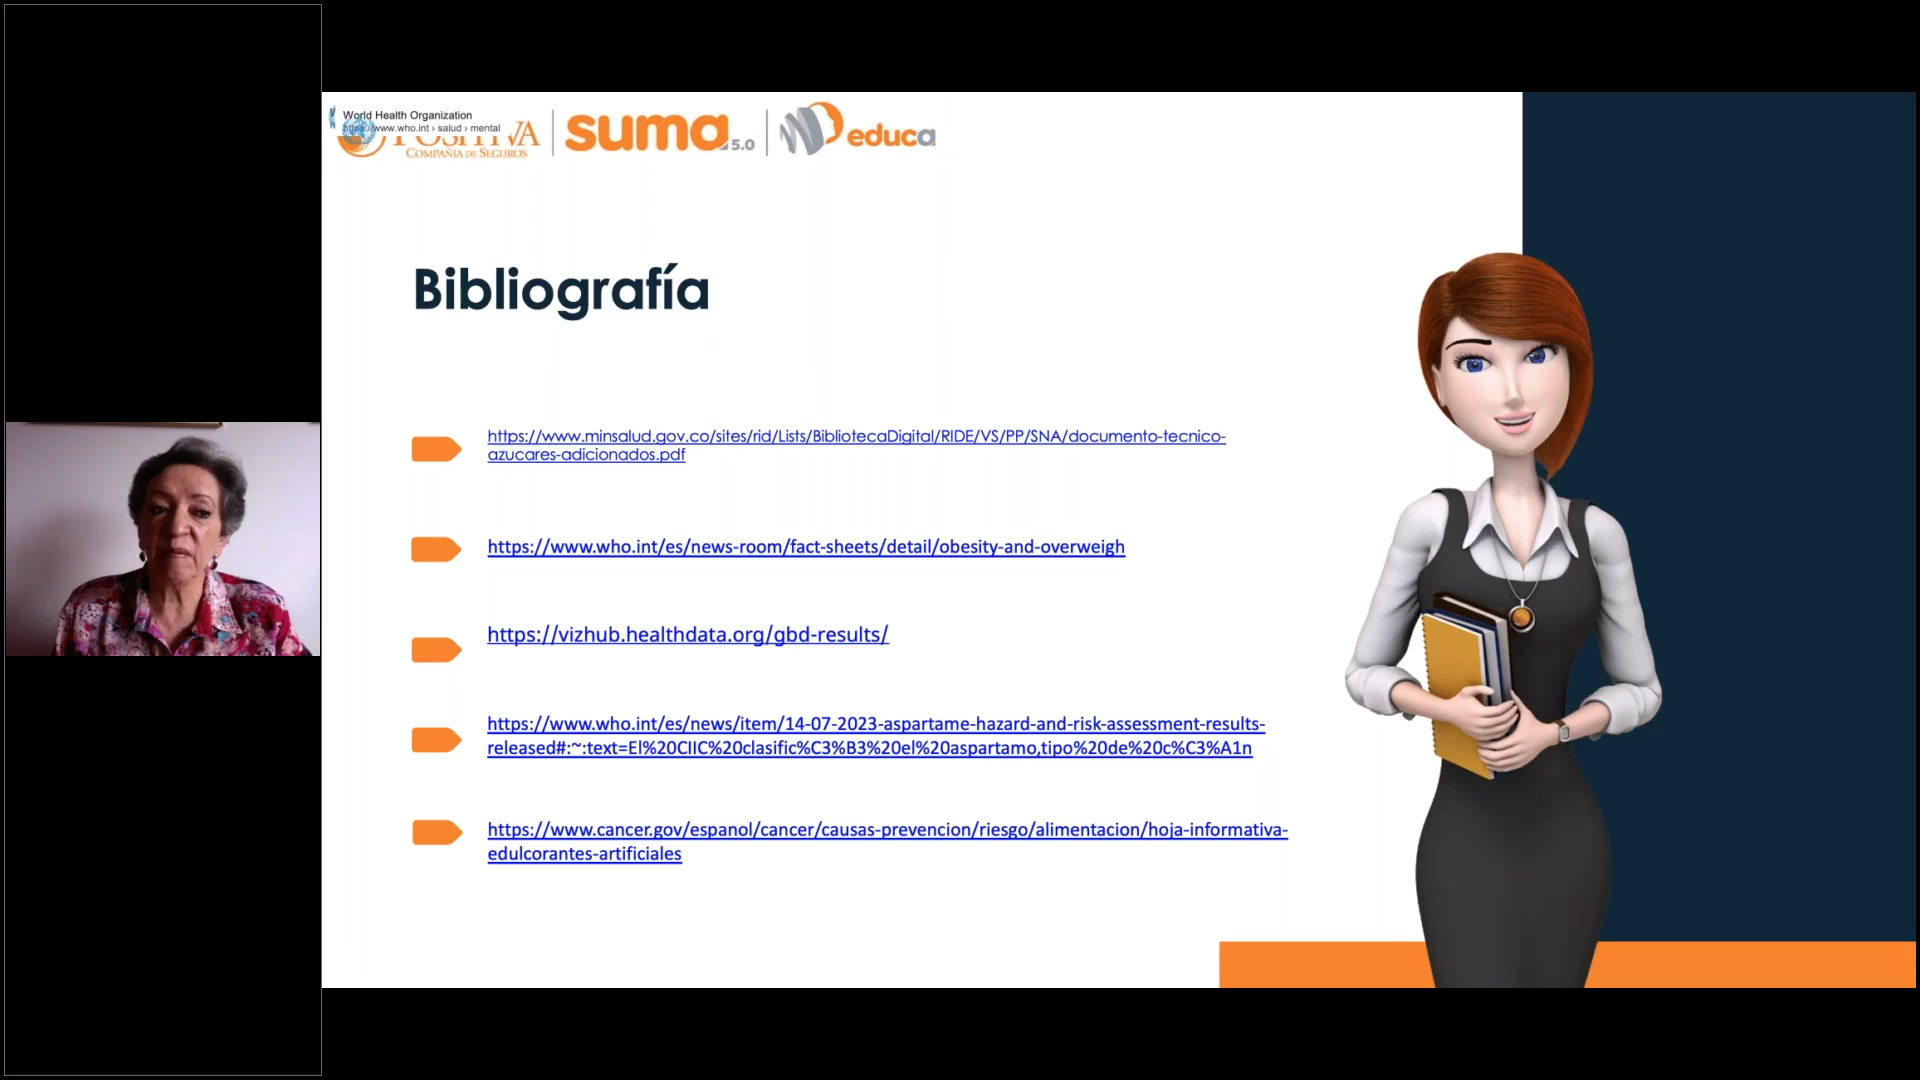 World Health Organization
https://www.who.int › salud › mental
POSITIVA
COMPAÑIA DE SEGUROS
suma 5.0
educa
Bibliografía
https://www.minsalud.gov.co/sites/rid/Lists/BibliotecaDigital/RIDE/VS/PP/SNA/documento-tecnico-
azucares-adicionados.pdf
https://www.who.int/es/news-room/fact-sheets/detail/obesity-and-overweigh
https://vizhub.healthdata.org/gbd-results/
https://www.who.int/es/news/item/14-07-2023-aspartame-hazard-and-risk-assessment-results-
released#:~:text=El%20CIIC%20clasific%C3%B3%20el%20aspartamo,tipo%20de%20c%C3%A1n
https://www.cancer.gov/espanol/cancer/causas-prevencion/riesgo/alimentacion/hoja-informativa-
edulcorantes-artificiales